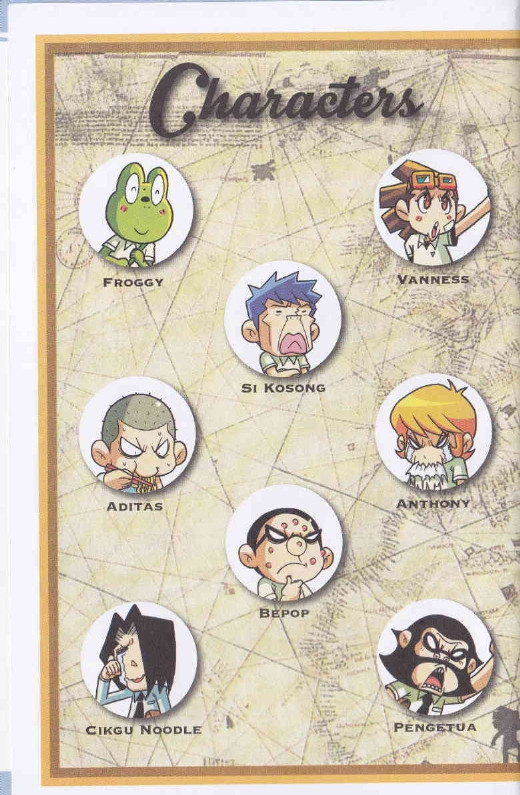 Characters
FROGGY
VANNESS
SI KOSONG
ADITAS
ANTHONY
BEPOP
CIKGU NOODLE
PENGETUA